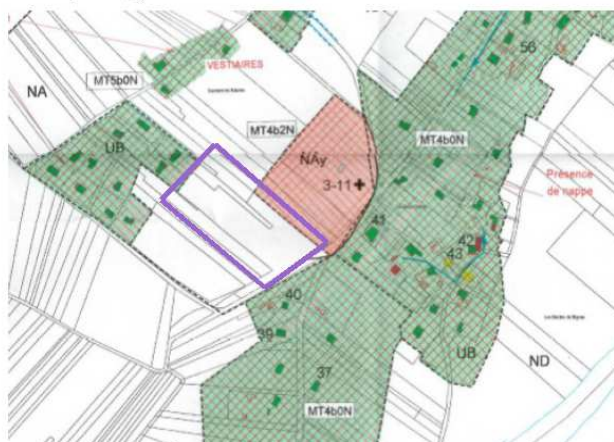 56
VESTIAIRES
MT5b0N
NA
MT4b2N
MT4b0N
UB
NAy
3-11
Présence
de nappe
41
42
43
40
39
37
UB
ND
MT4b0N